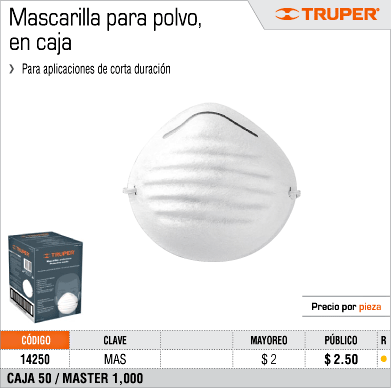 Mascarilla para polvo,
en caja
TRUPER®
❯ Para aplicaciones de corta duración
TRUPER
Precio por pieza
CÓDIGO CLAVE MAYOREO PÚBLICO R
14250 MAS $ 2 $ 2.50 ●
CAJA 50 / MASTER 1,000